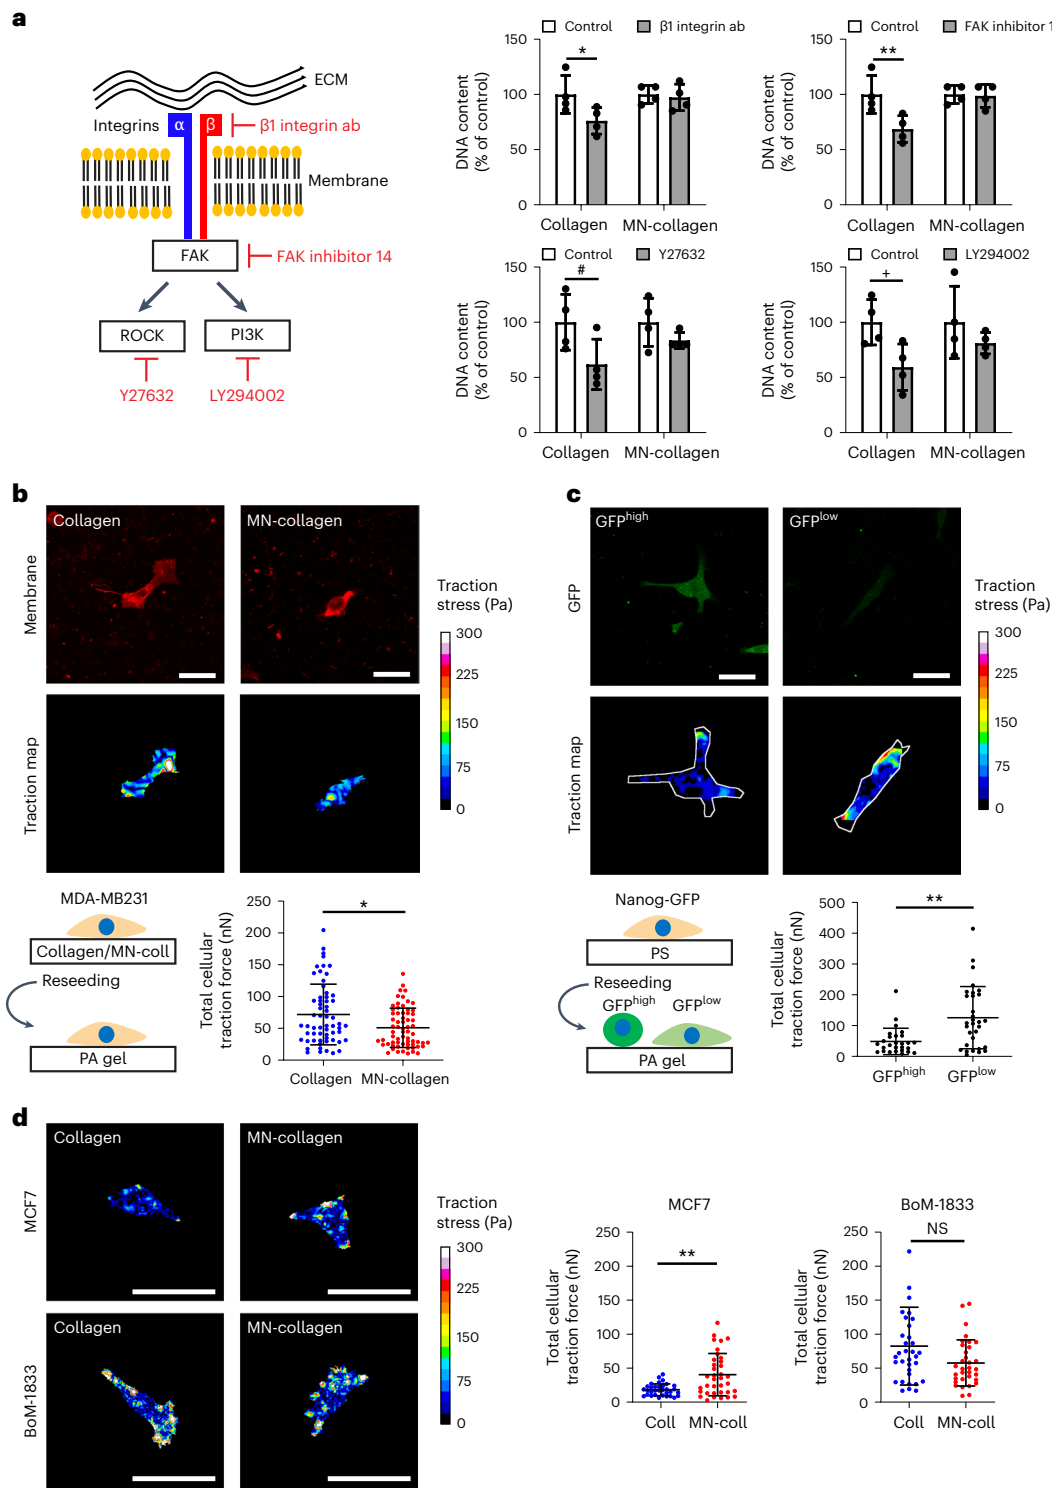 a
ECM
Integrins α β β1 integrin ab
Membrane
FAK FAK inhibitor 14
ROCK PI3K
Y27632 LY294002
Control β1 integrin ab
*
DNA content
(% of control)
150
100
50
0
Collagen MN-collagen
Control FAK inhibitor 1
**
DNA content
(% of control)
150
100
50
0
Collagen MN-collagen
Control Y27632
#
DNA content
(% of control)
150
100
50
0
Collagen MN-collagen
Control LY294002
+
DNA content
(% of control)
150
100
50
0
Collagen MN-collagen
b
Collagen MN-collagen
Membrane
Traction map
Traction
stress (Pa)
300
225
150
75
0
MDA-MB231
Collagen/MN-coll
Reseeding
PA gel
*
Total cellular
traction force (nN)
250
200
150
100
50
0
Collagen MN-collagen
c
GFPhigh GFPlow
GFP
Traction map
Traction
stress (Pa)
300
225
150
75
0
Nanog-GFP
PS
Reseeding
GFPhigh GFPlow
PA gel
**
Total cellular
traction force (nN)
500
400
300
200
100
0
GFPhigh GFPlow
d
Collagen MN-collagen
MCF7
Collagen MN-collagen
BoM-1833
Traction
stress (Pa)
300
225
150
75
0
MCF7
**
Total cellular
traction force (nN)
250
200
150
100
50
0
Coll MN-coll
BoM-1833
NS
Total cellular
traction force (nN)
250
200
150
100
50
0
Coll MN-coll